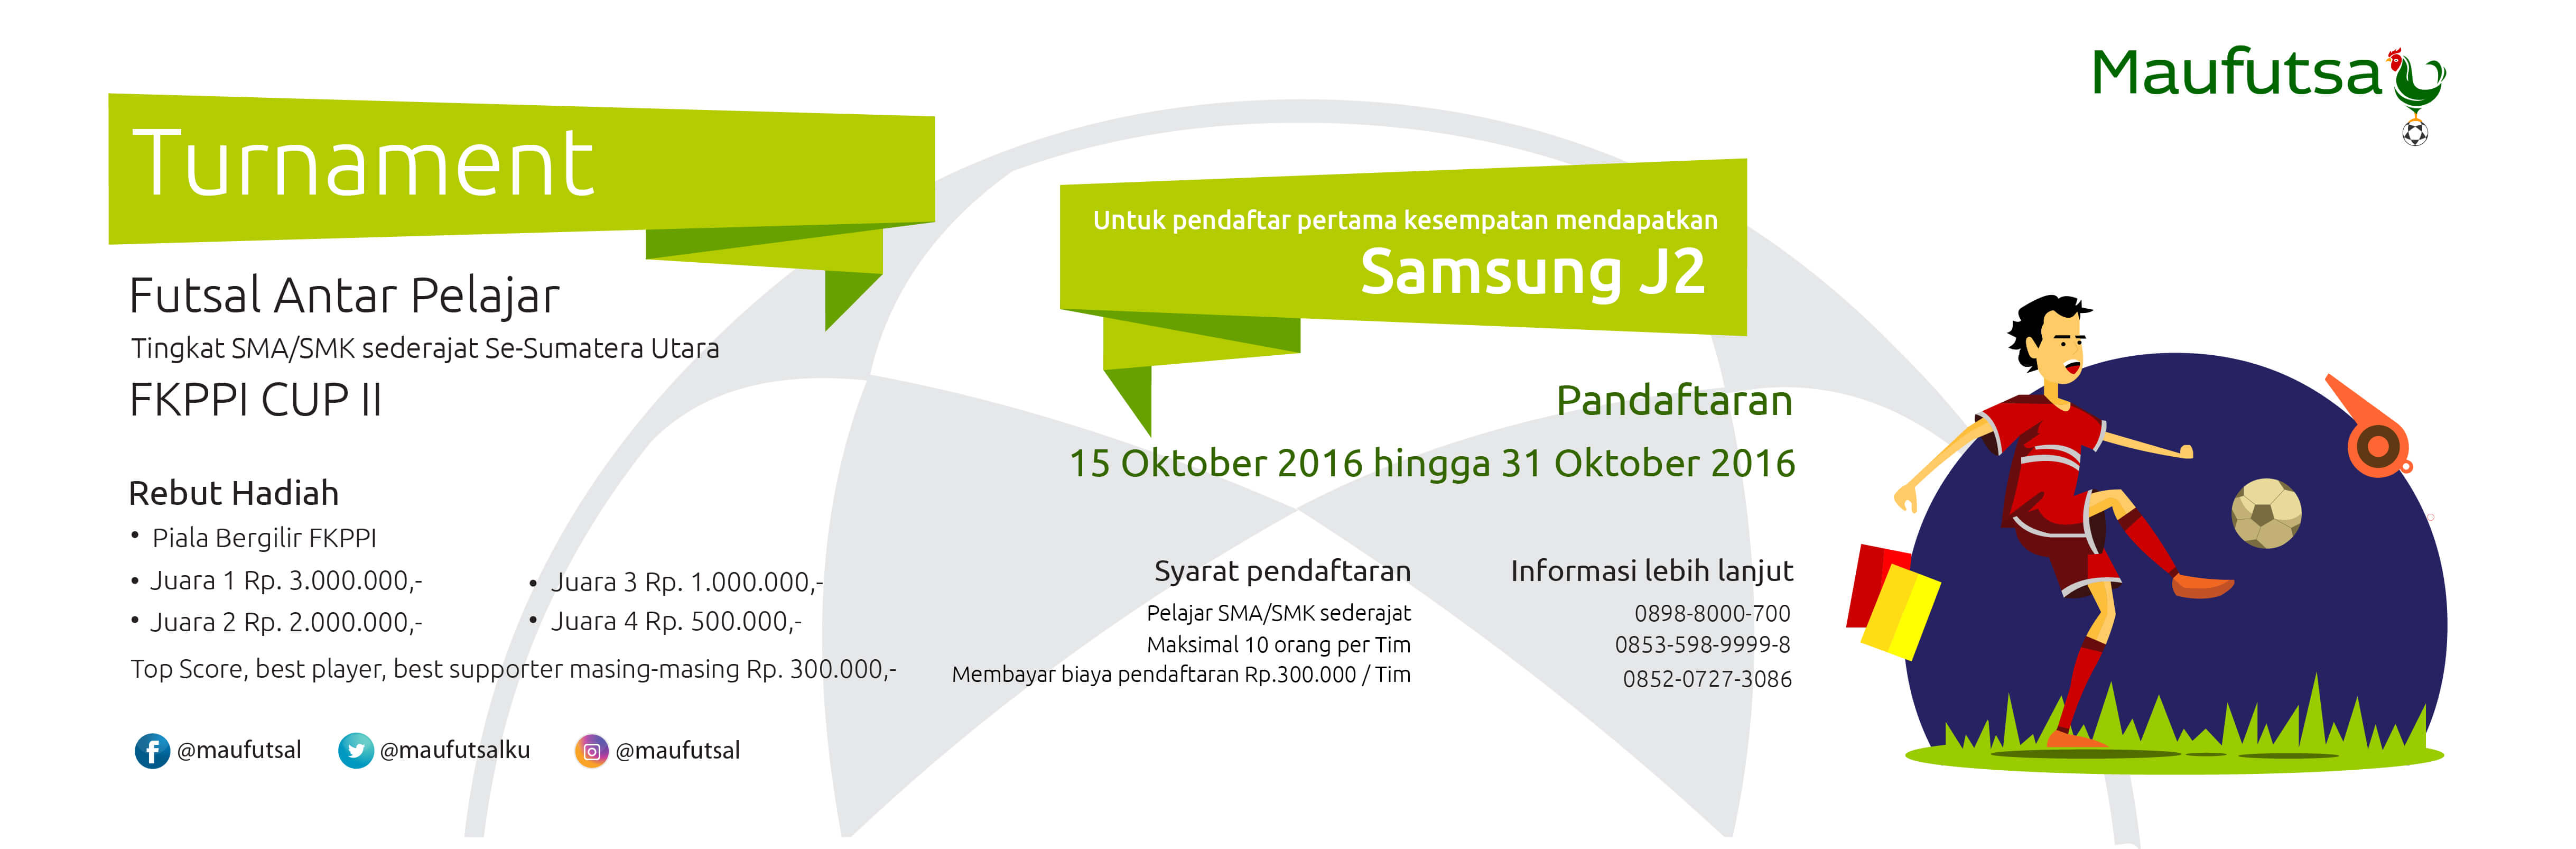 Maufutsal
Turnament
Futsal Antar Pelajar
Tingkat SMA/SMK sederajat Se-Sumatera Utara
FKPPI CUP II
Rebut Hadiah
• Piala Bergilir FKPPI
• Juara 1 Rp. 3.000.000,-
• Juara 2 Rp. 2.000.000,-
• Juara 3 Rp. 1.000.000,-
• Juara 4 Rp. 500.000,-
Top Score, best player, best supporter masing-masing Rp. 300.000,-
@maufutsal
@maufutsalku
@maufutsal
Untuk pendaftar pertama kesempatan mendapatkan
Samsung J2
Pandaftaran
15 Oktober 2016 hingga 31 Oktober 2016
Syarat pendaftaran
Pelajar SMA/SMK sederajat
Maksimal 10 orang per Tim
Membayar biaya pendaftaran Rp.300.000 / Tim
Informasi lebih lanjut
0898-8000-700
0853-598-9999-8
0852-0727-3086